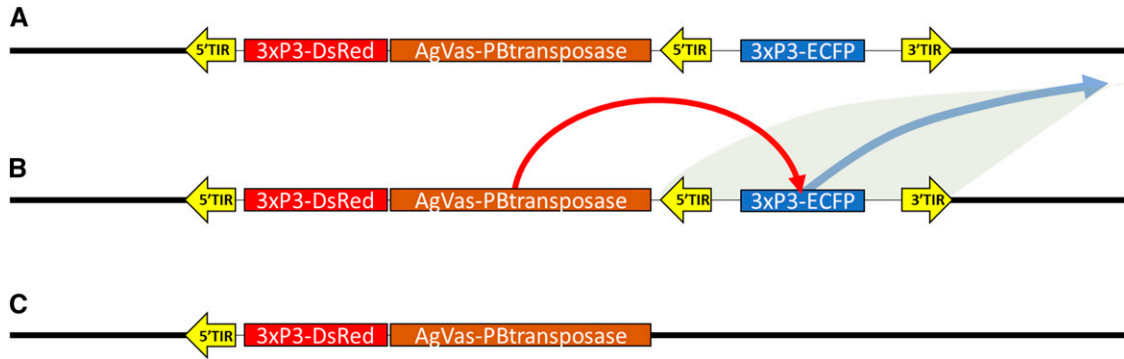 A
5'TIR 3xP3-DsRed AgVas-PBtransposase 5'TIR 3xP3-ECFP 3'TIR
B
5'TIR 3xP3-DsRed AgVas-PBtransposase 5'TIR 3xP3-ECFP 3'TIR
C
5'TIR 3xP3-DsRed AgVas-PBtransposase